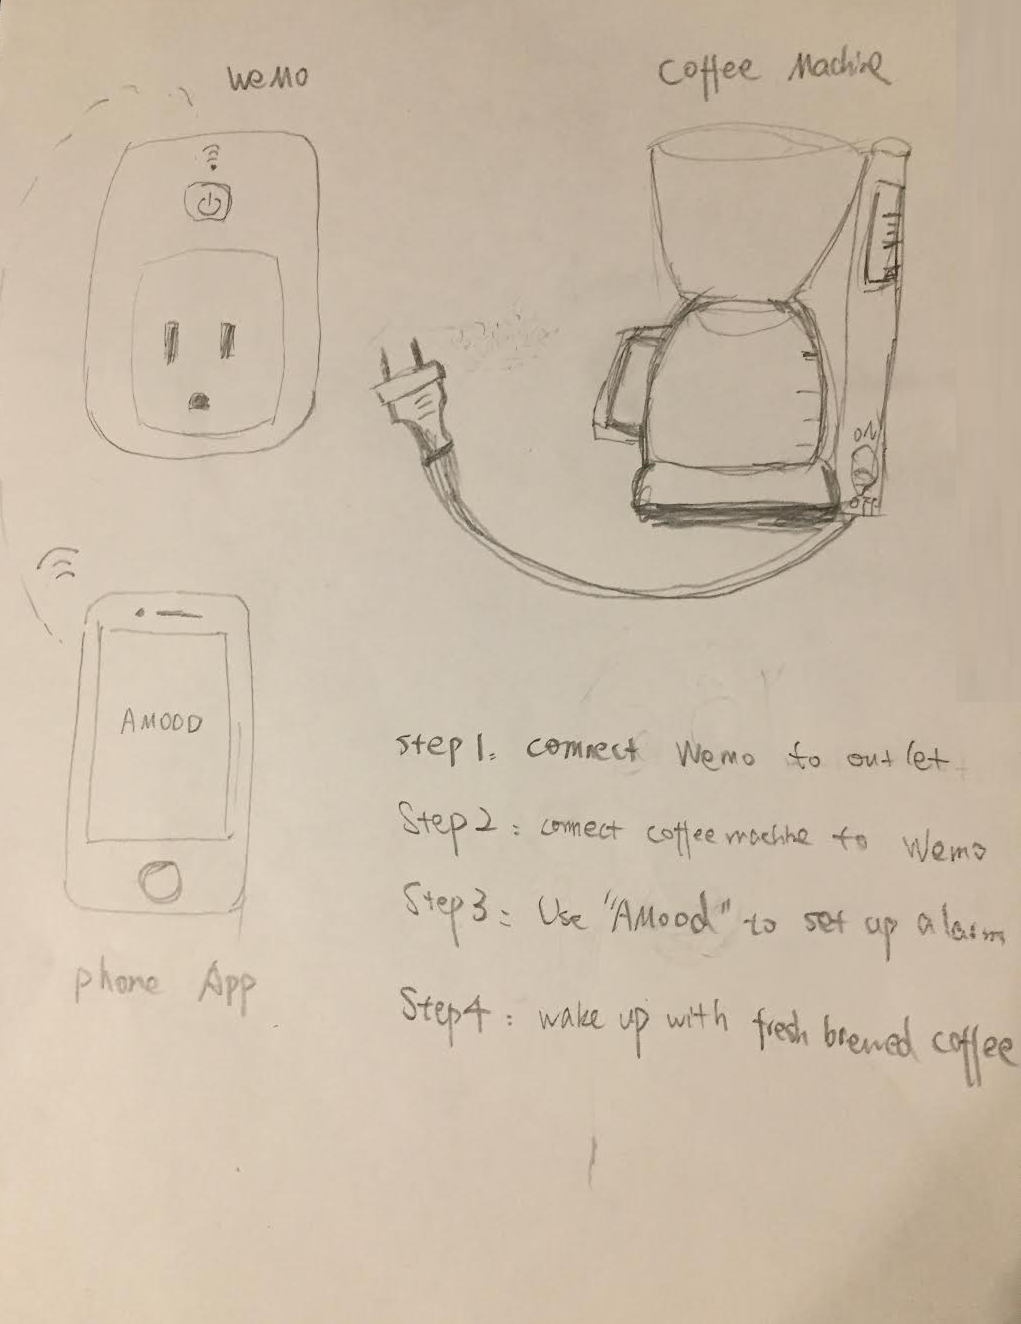 WeMo
Coffee Machine
ON
OFF
AMOOD
Step 1: connect Wemo to outlet
Step 2: connect coffee machine to Wemo
Step 3: Use "AMood" to set up alarm
phone App
Step 4: wake up with fresh brewed coffee